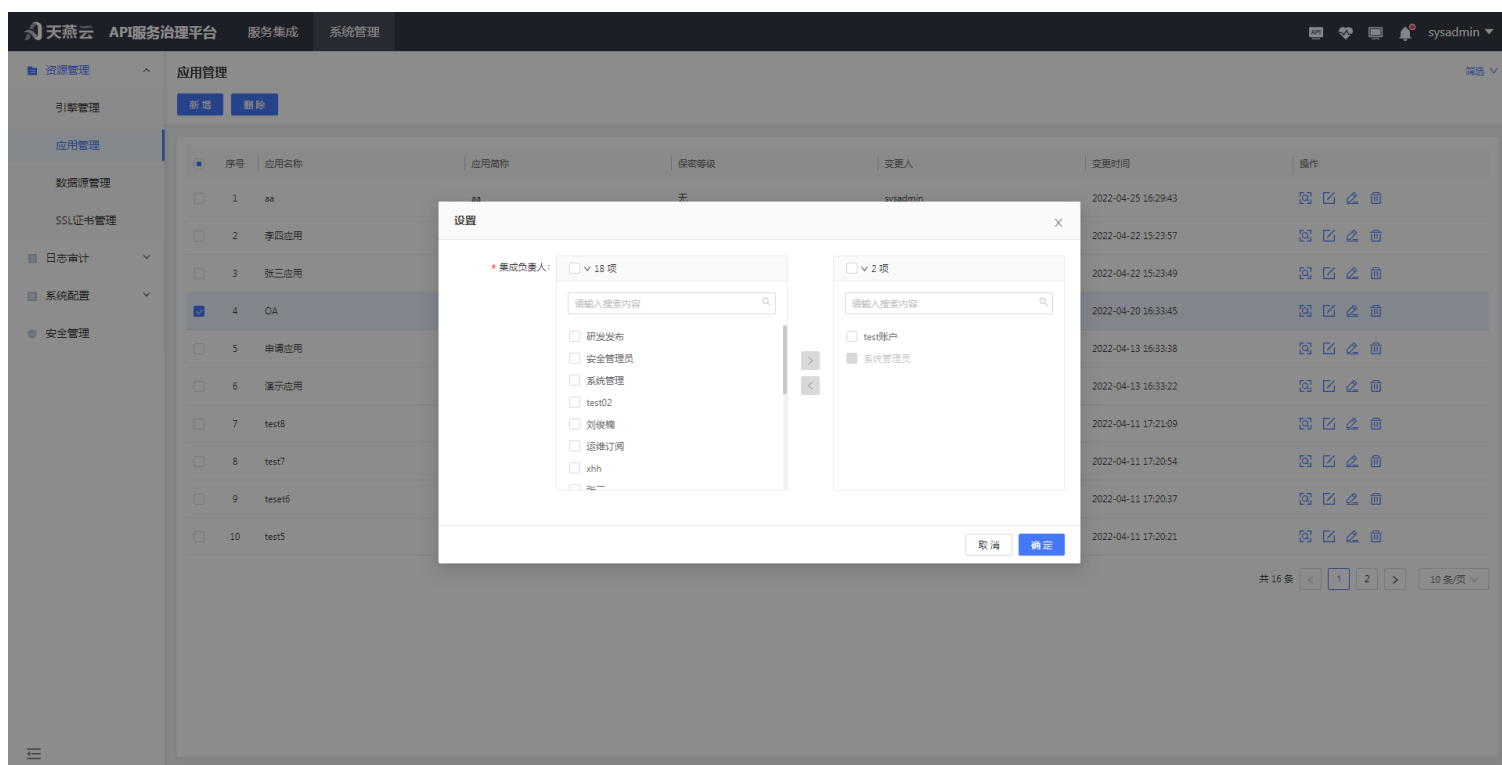 天燕云 API服务治理平台 服务集成 系统管理 sysadmin
资源管理
引擎管理
应用管理
数据源管理
SSL证书管理
日志审计
系统配置
安全管理
应用管理 筛选
新增 删除
序号 应用名称 应用简称 保密等级 变更人 变更时间 操作
1 aa aa 无 sysadmin 2022-04-25 16:29:43
2 李四应用 2022-04-22 15:23:57
3 张三应用 2022-04-22 15:23:49
4 OA 2022-04-20 16:33:45
5 申请应用 2022-04-13 16:33:38
6 演示应用 2022-04-13 16:33:22
7 test8 2022-04-11 17:21:09
8 test7 2022-04-11 17:20:54
9 teset6 2022-04-11 17:20:37
10 test5 2022-04-11 17:20:21
共 16 条 < 1 2 > 10 条/页
设置
* 集成负责人:
18 项
请输入搜索内容
研发发布
安全管理员
系统管理
test02
刘俊楠
运维订阅
xhh
张三
2 项
请输入搜索内容
test账户
系统管理员
取消 确定